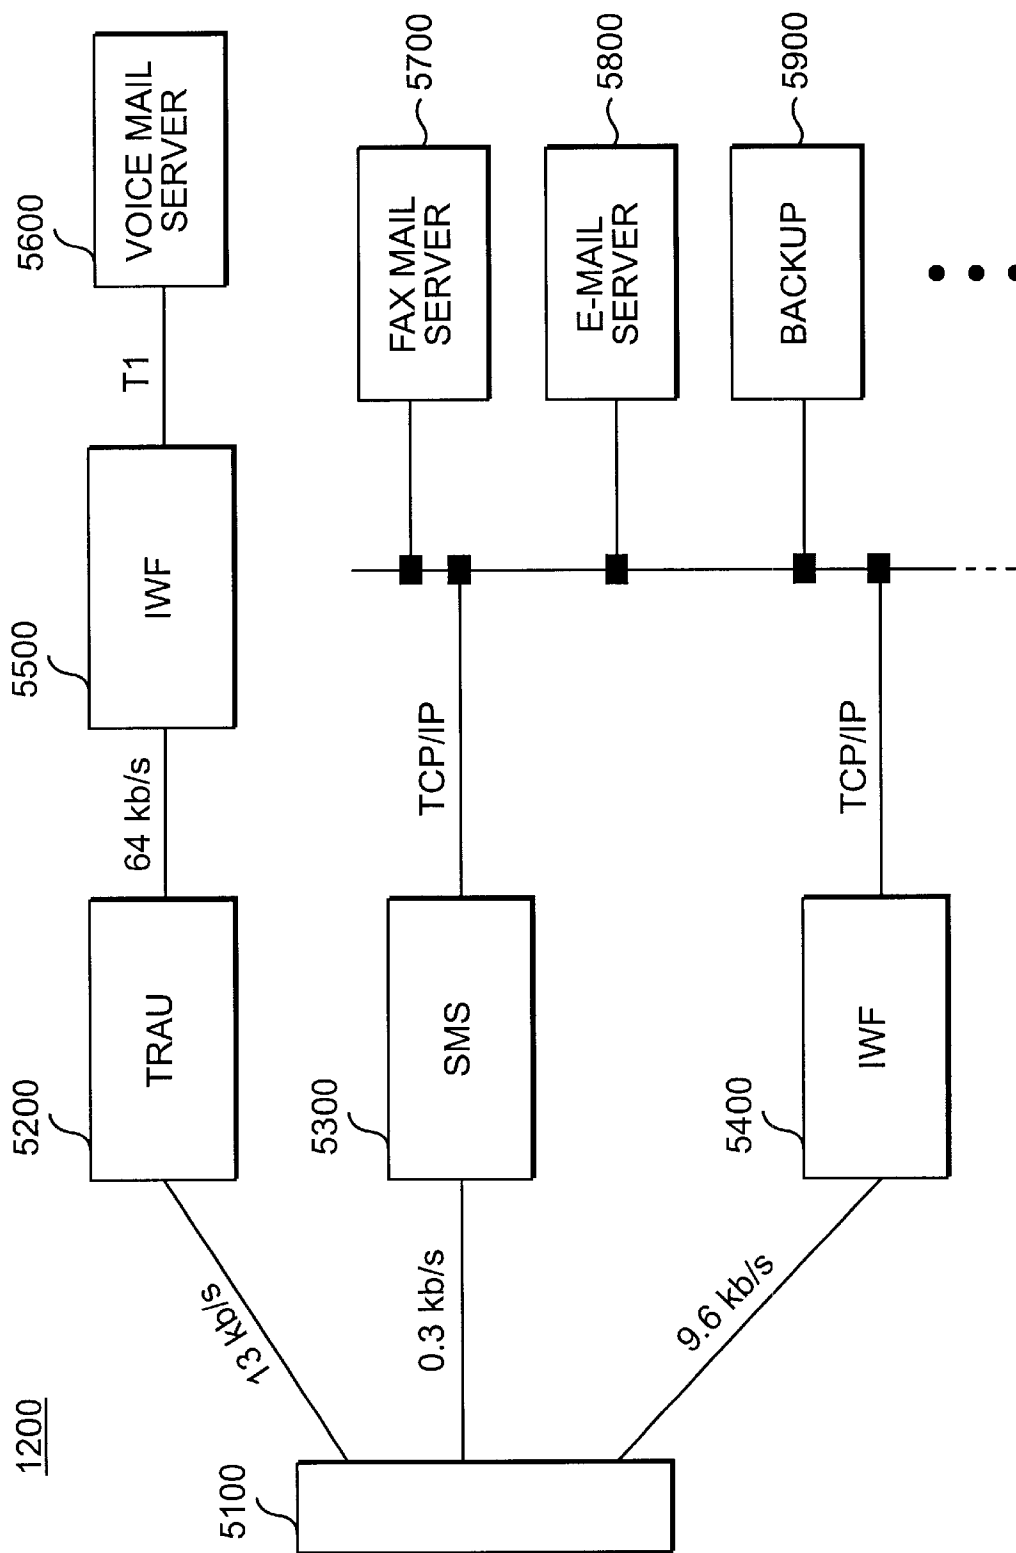 1200
5100
13 kb/s
0.3 kb/s
9.6 kb/s
5200
TRAU
5300
SMS
5400
IWF
64 kb/s
TCP/IP
TCP/IP
5500
IWF
T1
5600
VOICE MAIL
SERVER
FAX MAIL
SERVER
5700
E-MAIL
SERVER
5800
BACKUP
5900